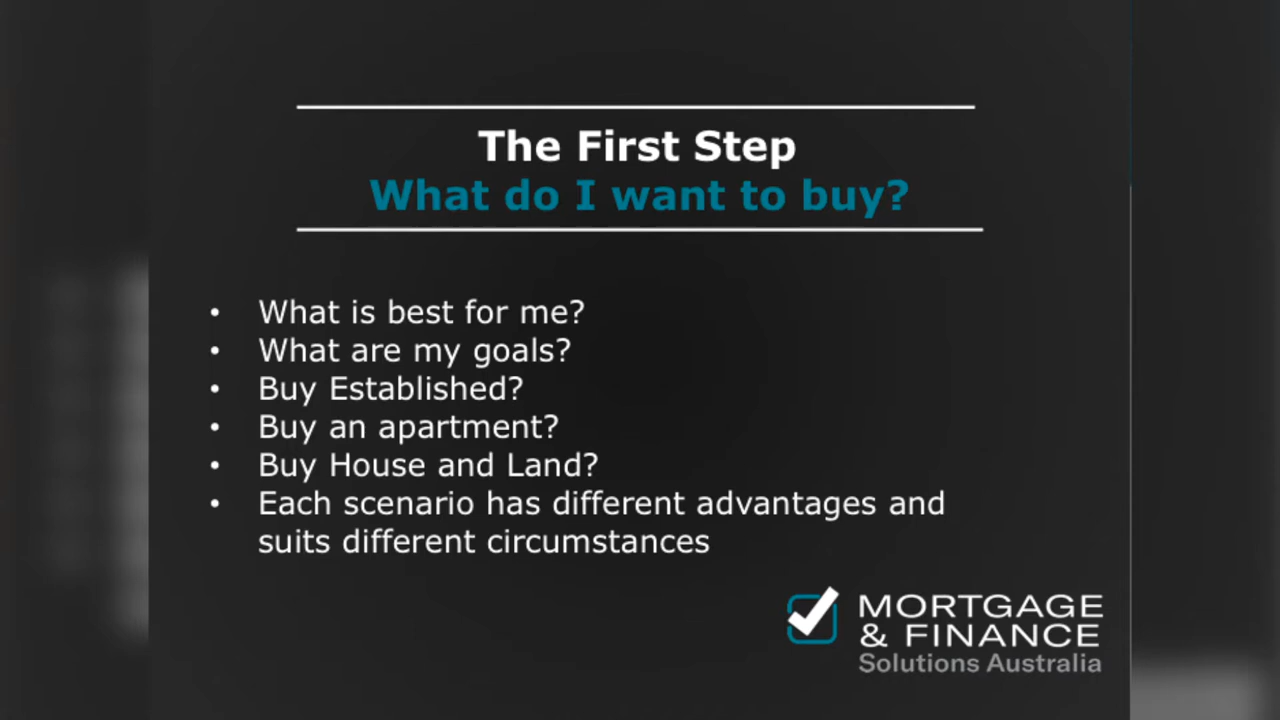 The First Step
What do I want to buy?
• What is best for me?
• What are my goals?
• Buy Established?
• Buy an apartment?
• Buy House and Land?
• Each scenario has different advantages and
suits different circumstances
MORTGAGE
& FINANCE
Solutions Australia